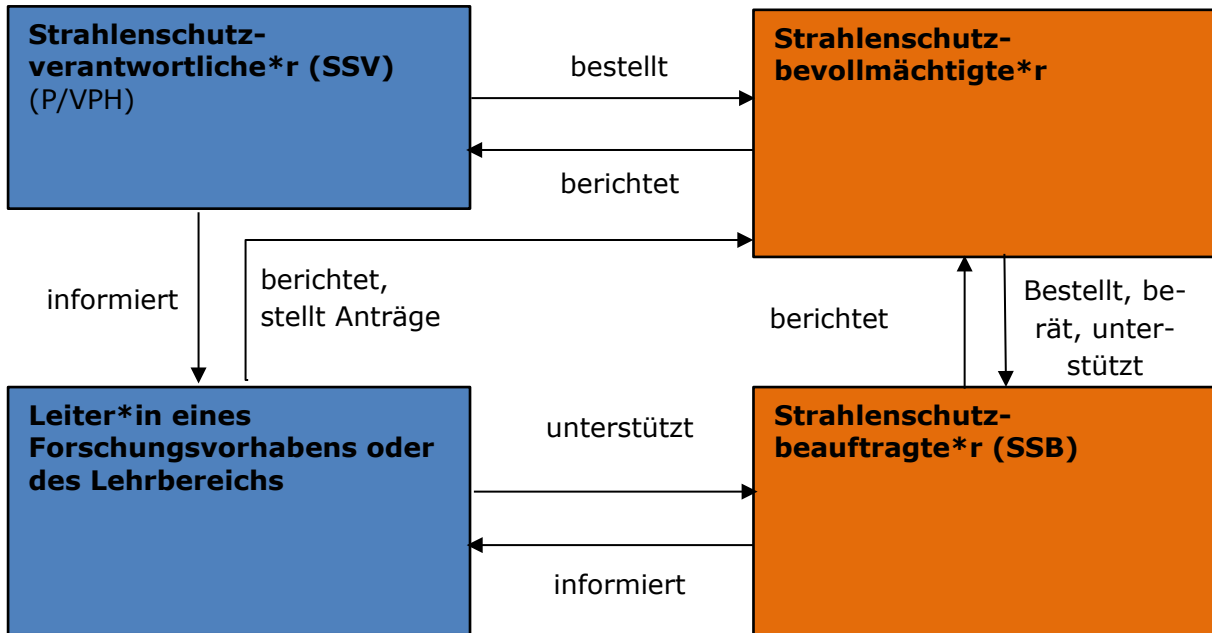 Strahlenschutz-
verantwortliche*r (SSV)
(P/VPH)
bestellt
berichtet
Strahlenschutz-
bevollmächtigte*r
informiert
berichtet,
stellt Anträge
berichtet
Bestellt, be-
rät, unter-
stützt
Leiter*in eines
Forschungsvorhabens oder
des Lehrbereichs
unterstützt
informiert
Strahlenschutz-
beauftragte*r (SSB)